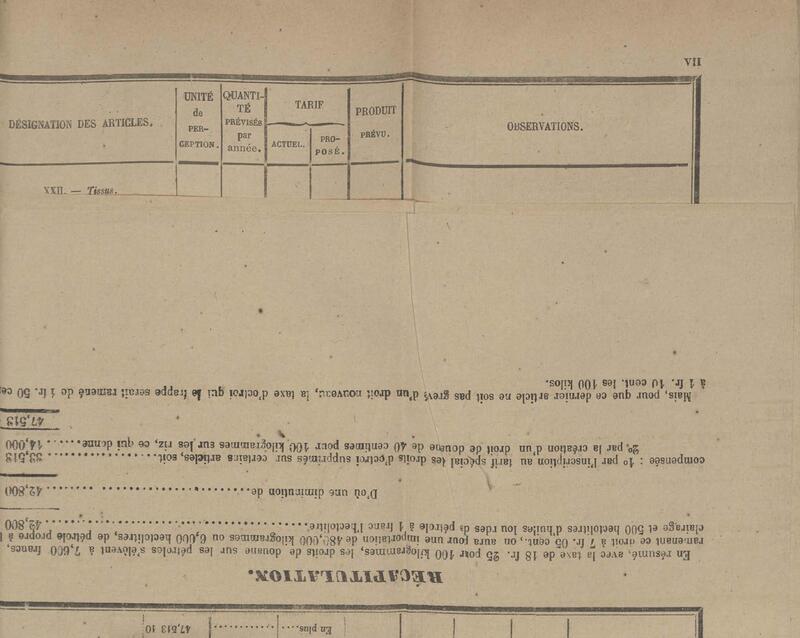 VII
DÉSIGNATION DES ARTICLES.
UNITÉ
de
PER-
CEPTION.
QUANTI-
TÉ
PRÉVISÉS
par
année.
TARIF
ACTUEL.
PRO-
POSÉ.
PRODUIT
PRÉVU.
OBSERVATIONS.
XXII. — Tissus.
En plus.... .......... 47,513 10
RÉCAPITULATION.
En résumé, avec la taxe de 18 fr. 25 pour 100 kilogrammes, les droits de douane sur les pétroles s'élèvent à 7,600 francs,
ramenant ce droit à 7 fr. 05 cent., on aura pour une importation de 480,000 kilogrammes ou 6,000 hectolitres, de pétrole propre à l
clairage et 500 hectolitres d'huiles lourdes de pétrole à 1 franc l'hectolitre.......... 42,800
D'où une diminution de.......... 42,800
compensée : 1° par l'inscription au tarif spécial des droits d'octroi supprimés sur certains articles, soit.......... 33,513
2° par la création d'un droit de douane de 40 centimes pour 100 kilogrammes sur les riz, ce qui donne...... 14,000
47,513
Mais, pour que ce dernier article ne soit pas grevé d'un droit nouveau, la taxe d'octroi qui le frappe serait ramenée de 1 fr. 50 ce
à 1 fr. 10 cent. les 100 kilos.